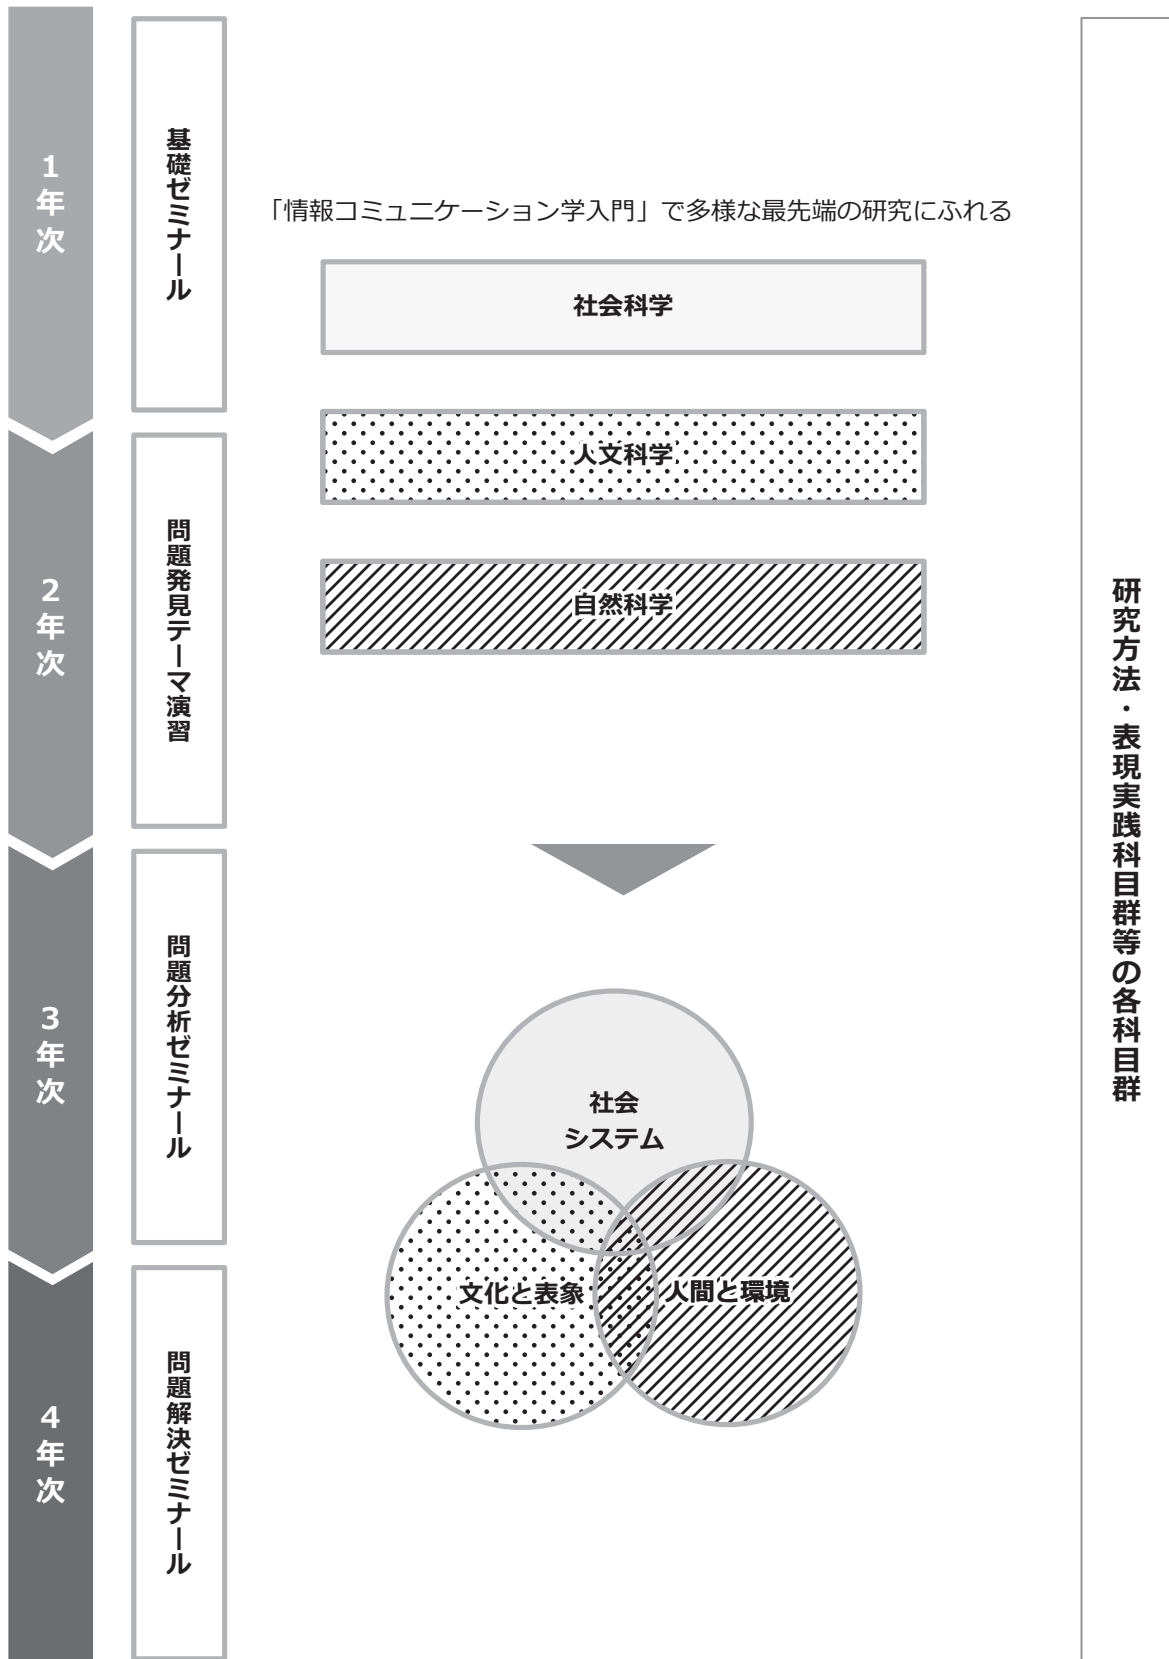 1年次
基礎ゼミナール
「情報コミュニケーション学入門」で多様な最先端の研究にふれる
社会科学
人文科学
自然科学
2年次
問題発見テーマ演習
3年次
問題分析ゼミナール
社会
システム
文化と表象
人間と環境
4年次
問題解決ゼミナール
研究方法・表現実践科目群等の各科目群